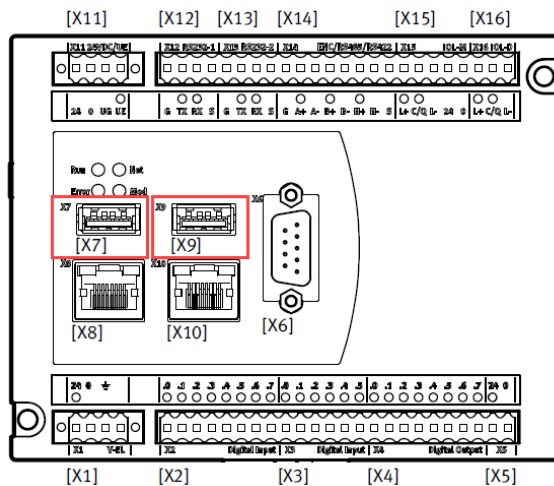 [X11] [X12] [X13] [X14] [X15] [X16]
X11 24V/DC/UE X12 RS232-1 X13 RS232-2 X14 ENC/RS485/RS422 X15 IOL-M X16 IOL-D
24 0 UG UE G TX RX S G TX RX S G A+ A- B+ B- H+ H- S L+ C/Q L- 24 0 L+ C/Q L-
Run Net
Error Mod
X7 X9 X6
[X7] [X9]
X8 X10
[X8] [X10] [X6]
24 0 .0 .1 .2 .3 .4 .5 .6 .7 .0 .1 .2 .3 .4 .5 .0 .1 .2 .3 .4 .5 .6 .7 24 0
X1 V-EL X2 Digital Input X3 Digital Input X4 Digital Output X5
[X1] [X2] [X3] [X4] [X5]